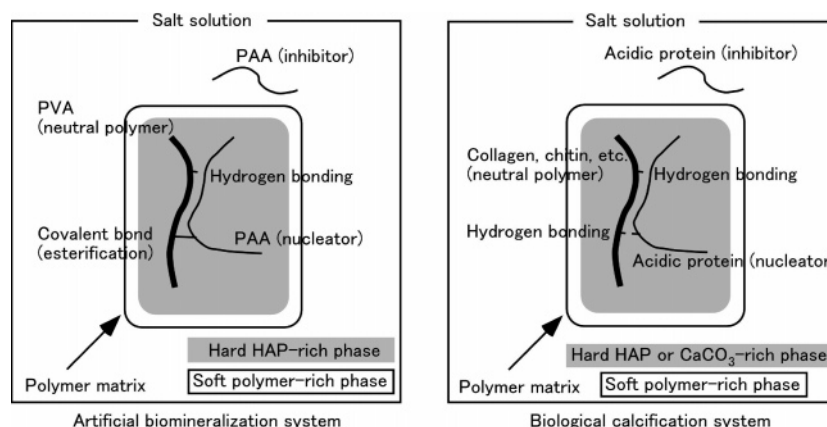 Salt solution
PAA (inhibitor)
PVA
(neutral polymer)
Hydrogen bonding
Covalent bond
(esterification)
PAA (nucleator)
Hard HAP-rich phase
Polymer matrix
Soft polymer-rich phase
Artificial biomineralization system
Salt solution
Acidic protein (inhibitor)
Collagen, chitin, etc.
(neutral polymer)
Hydrogen bonding
Hydrogen bonding
Acidic protein (nucleator)
Hard HAP or CaCO₃-rich phase
Polymer matrix
Soft polymer-rich phase
Biological calcification system